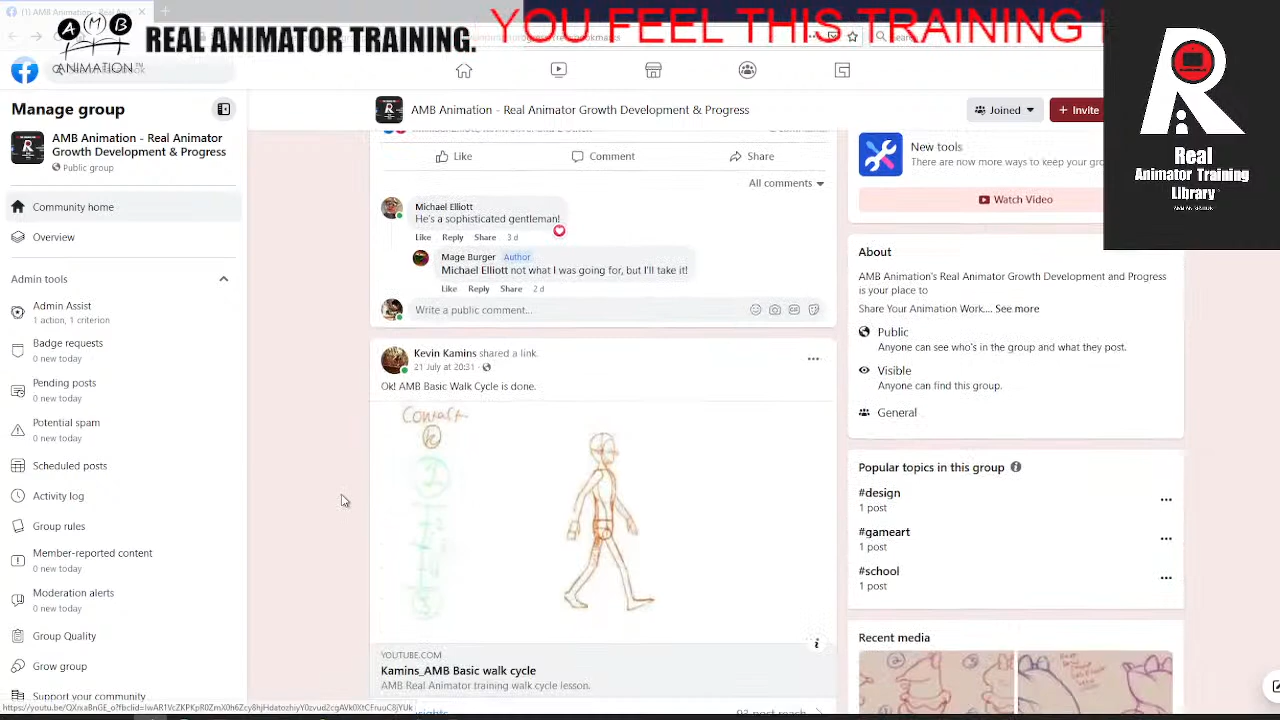 (1) AMB Anim
AMB
ANIMATION
REAL ANIMATOR TRAINING.
YOU FEEL THIS TRAINING
Real
Animator Training
Library
Manage group
AMB Animation - Real Animator
Growth Development & Progress
Public group
Community home
Overview
Admin tools
Admin Assist
1 action, 1 criterion
Badge requests
0 new today
Pending posts
0 new today
Potential spam
0 new today
Scheduled posts
Activity log
Group rules
Member-reported content
0 new today
Moderation alerts
0 new today
Group Quality
Grow group
Support your community
AMB Animation - Real Animator Growth Development & Progress
Joined
+ Invite
Like
Comment
Share
All comments
Michael Elliott
He's a sophisticated gentleman!
Like Reply Share 3 d
Mage Burger Author
Michael Elliott not what I was going for, but I'll take it!
Like Reply Share 2 d
Write a public comment...
Kevin Kamins shared a link.
21 July at 20:31
Ok! AMB Basic Walk Cycle is done.
Contact
YOUTUBE.COM
Kamins_AMB Basic walk cycle
AMB Real Animator training walk cycle lesson.
93 post reach
New tools
There are now more ways to keep your gro
Watch Video
About
AMB Animation's Real Animator Growth Development and Progress
is your place to
Share Your Animation Work.... See more
Public
Anyone can see who's in the group and what they post.
Visible
Anyone can find this group.
General
Popular topics in this group
#design
1 post
#gameart
1 post
#school
1 post
Recent media